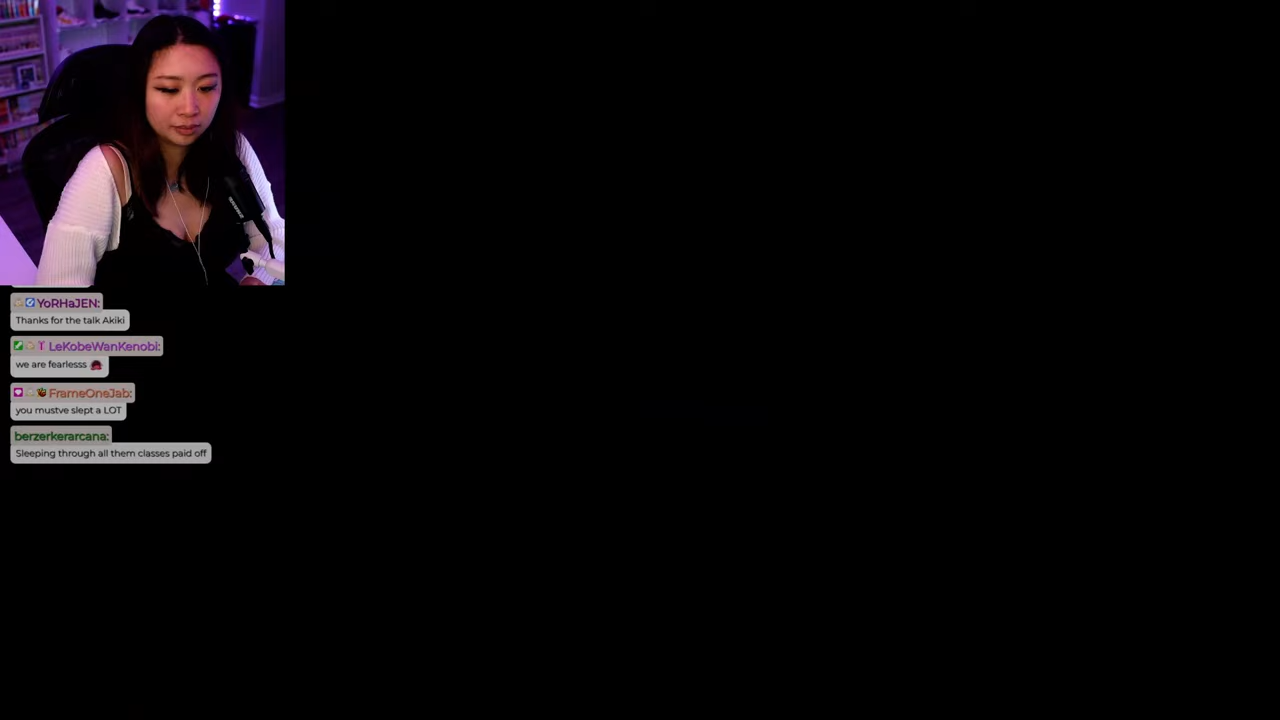 YoRHaJEN:
Thanks for the talk Akiki
LeKobeWanKenobi:
we are fearlesss
FrameOneJab:
you mustve slept a LOT
berzerkerarcana:
Sleeping through all them classes paid off